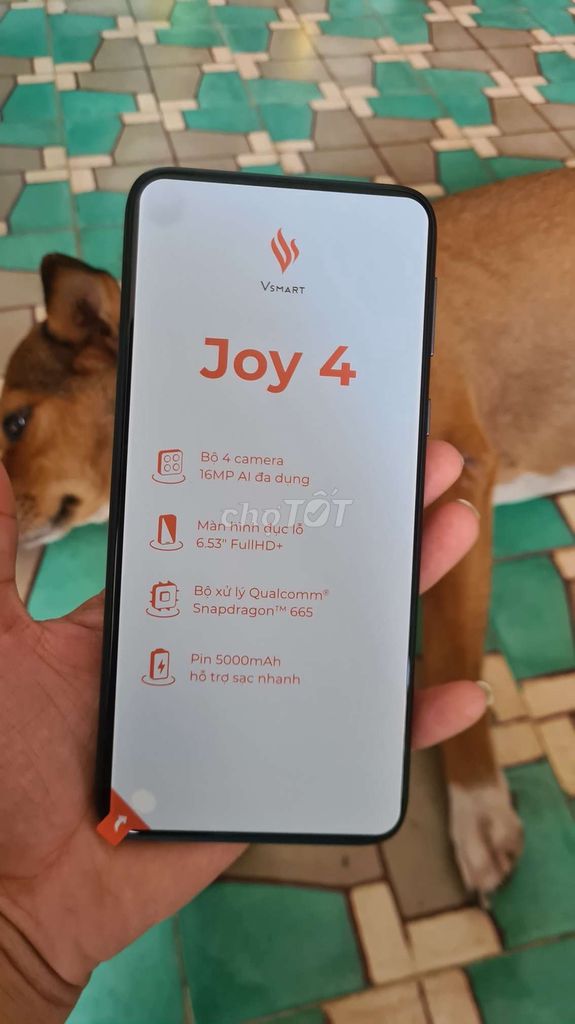 VSMART
Joy 4
Bộ 4 camera
16MP AI đa dụng
chợTỐT
Màn hình đục lỗ
6.53" FullHD+
Bộ xử lý Qualcomm®
Snapdragon™ 665
Pin 5000mAh
hỗ trợ sạc nhanh